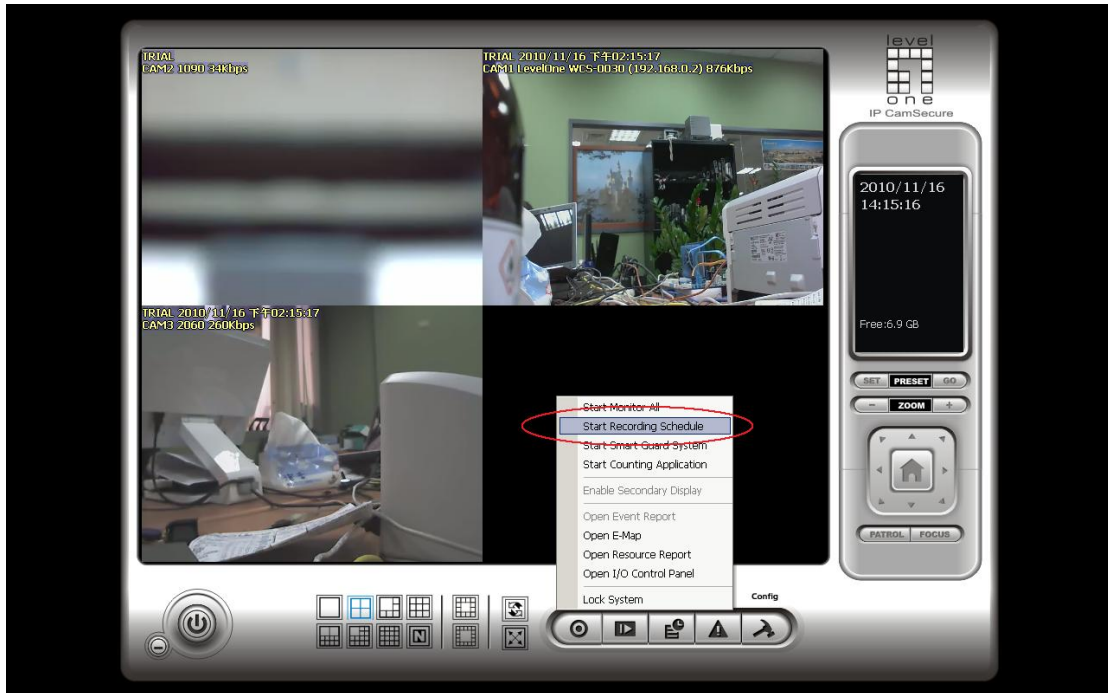 TRIAL
CAM2 1090 34Kbps
TRIAL 2010/11/16 下午02:15:17
CAM1 LevelOne WCS-0030 (192.168.0.2) 876Kbps
TRIAL 2010/11/16 下午02:15:17
CAM3 2060 260Kbps
level
one
IP CamSecure
2010/11/16
14:15:16
Free:6.9 GB
SET PRESET GO
- ZOOM +
PATROL FOCUS
Start Monitor All
Start Recording Schedule
Start Smart Guard System
Start Counting Application
Enable Secondary Display
Open Event Report
Open E-Map
Open Resource Report
Open I/O Control Panel
Lock System
Config
N